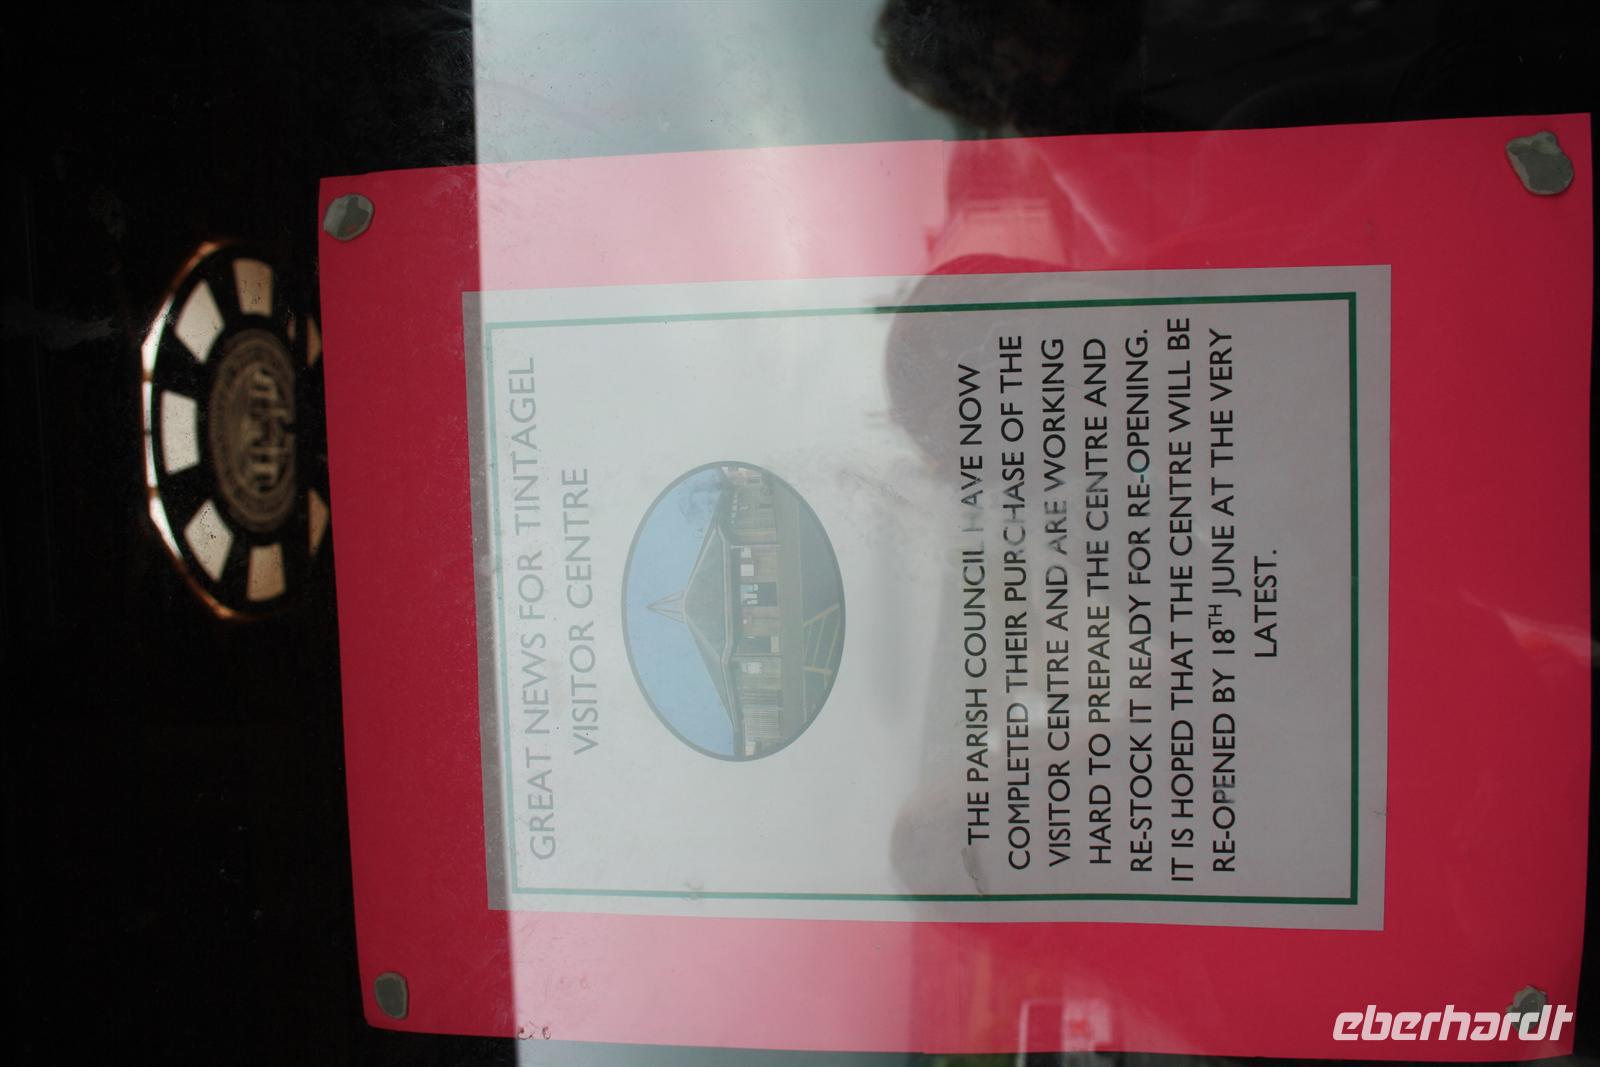 GREAT NEWS FOR TINTAGEL
VISITOR CENTRE
THE PARISH COUNCIL HAVE NOW
COMPLETED THEIR PURCHASE OF THE
VISITOR CENTRE AND ARE WORKING
HARD TO PREPARE THE CENTRE AND
RE-STOCK IT READY FOR RE-OPENING.
IT IS HOPED THAT THE CENTRE WILL BE
RE-OPENED BY 18TH JUNE AT THE VERY
LATEST.
eberhardt